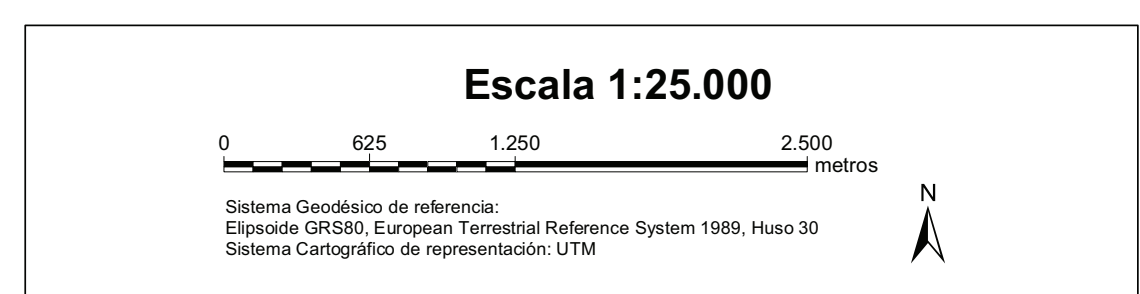 Escala 1:25.000
0 625 1.250 2.500
metros
Sistema Geodésico de referencia:
Elipsoide GRS80, European Terrestrial Reference System 1989, Huso 30
Sistema Cartográfico de representación: UTM
N